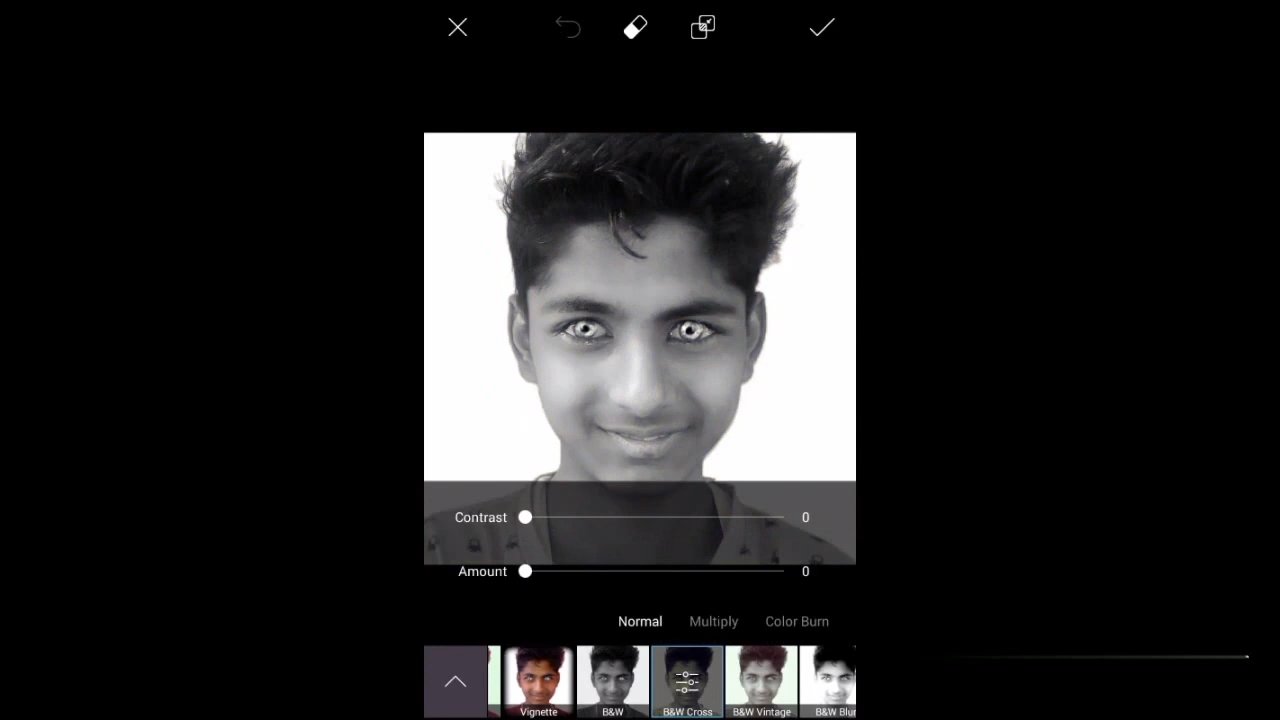 Contrast 0
Amount 0
Normal Multiply Color Burn
Vignette B&W B&W Cross B&W Vintage B&W Blur